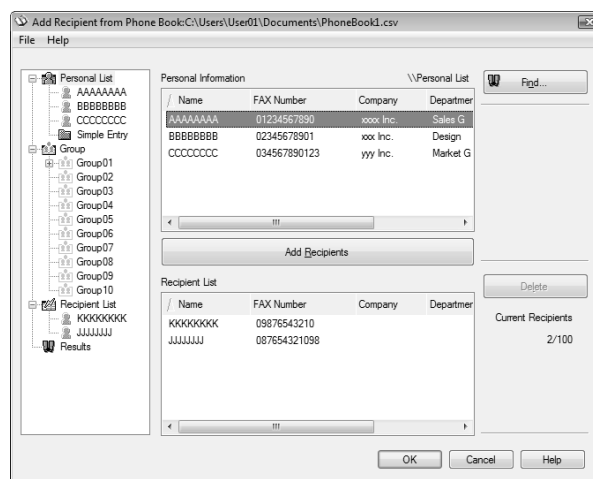 Add Recipient from Phone Book:C:\Users\User01\Documents\PhoneBook1.csv
File Help
Personal List
AAAAAAAA
BBBBBBBB
CCCCCCCC
Simple Entry
Group
Group01
Group02
Group03
Group04
Group05
Group06
Group07
Group08
Group09
Group10
Recipient List
KKKKKKKK
JJJJJJJJ
Results
Personal Information \\Personal List
Name FAX Number Company Departmer
AAAAAAAA 01234567890 xxxx Inc. Sales G
BBBBBBBB 02345678901 xxx Inc. Design
CCCCCCCC 034567890123 yyy Inc. Market G
Add Recipients
Recipient List
Name FAX Number Company Departmer
KKKKKKKK 09876543210
JJJJJJJJ 087654321098
Find...
Delete
Current Recipients
2/100
OK Cancel Help